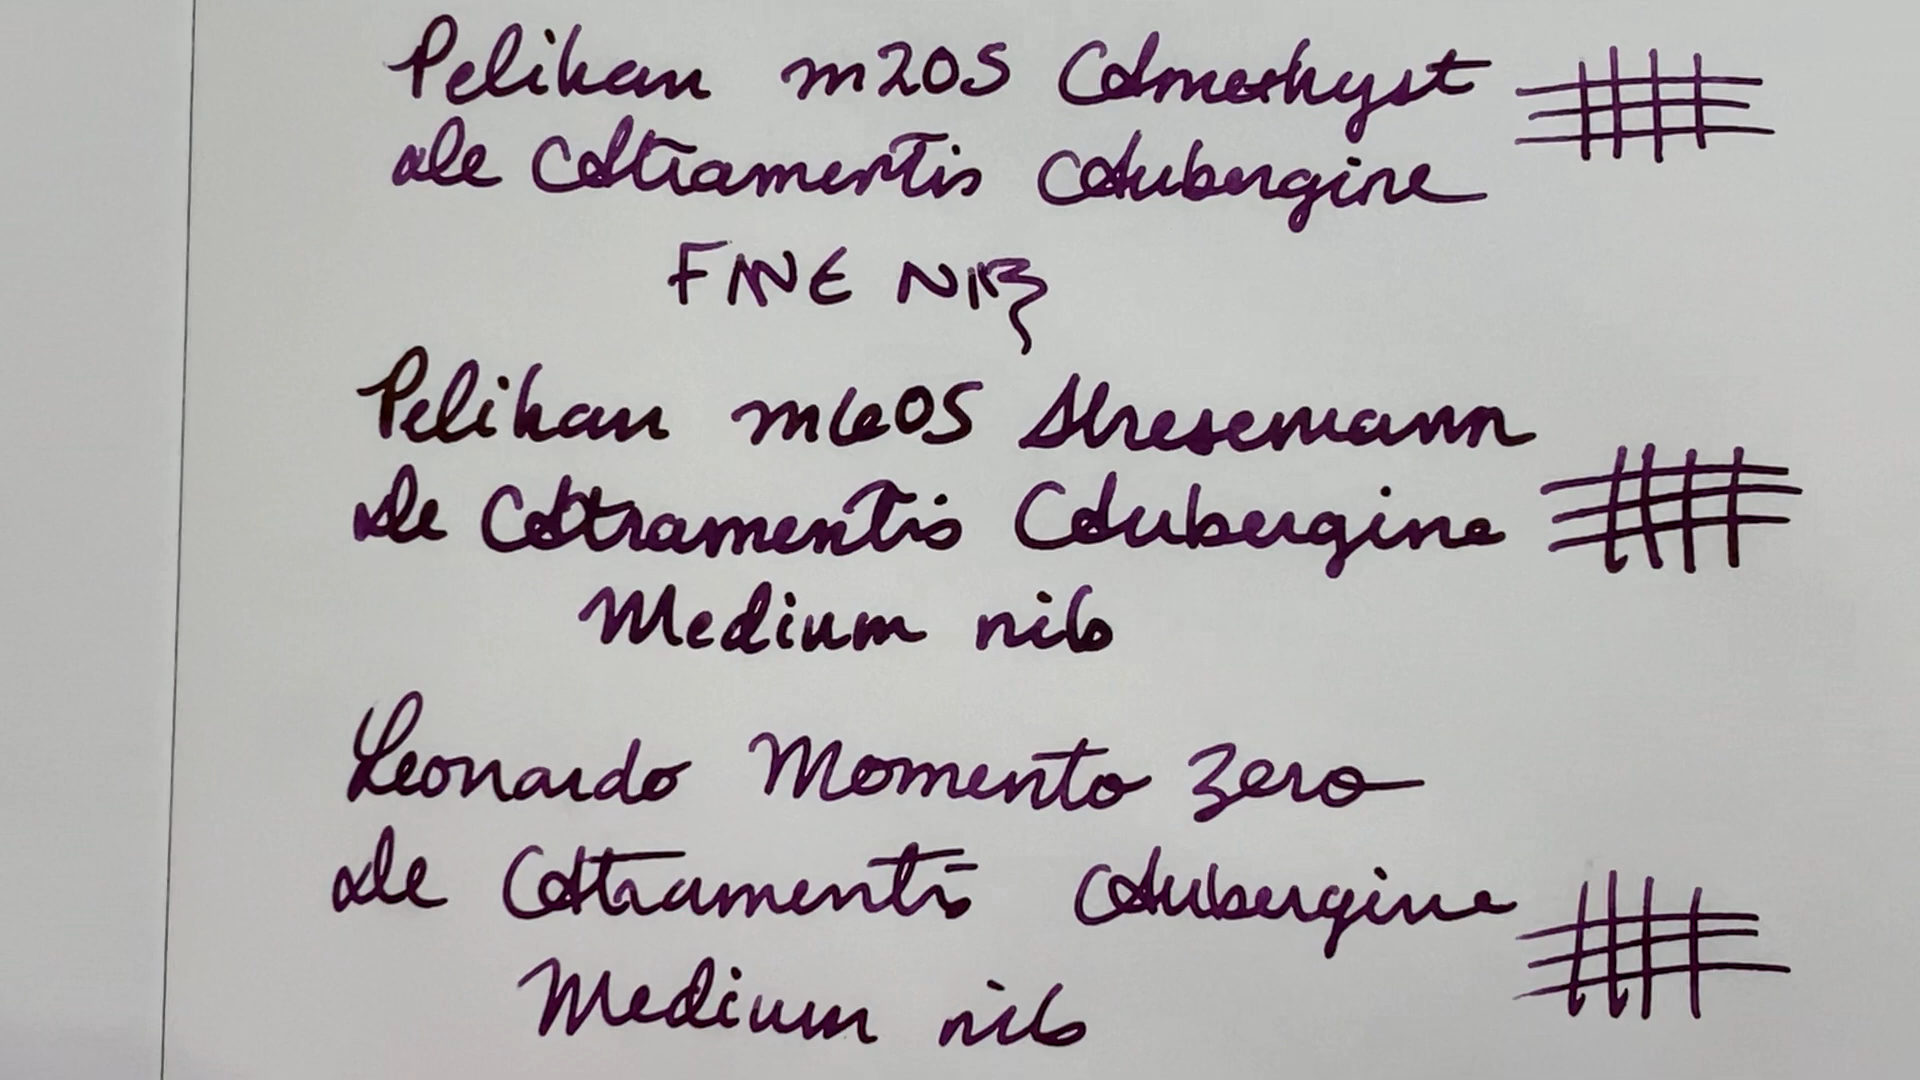 Pelikan m205 Amethyst
De Atramentis Aubergine
FINE NIB
Pelikan m605 Stresemann
De Atramentis Aubergine
Medium nib
Leonardo Momento Zero
De Atramentis Aubergine
Medium nib